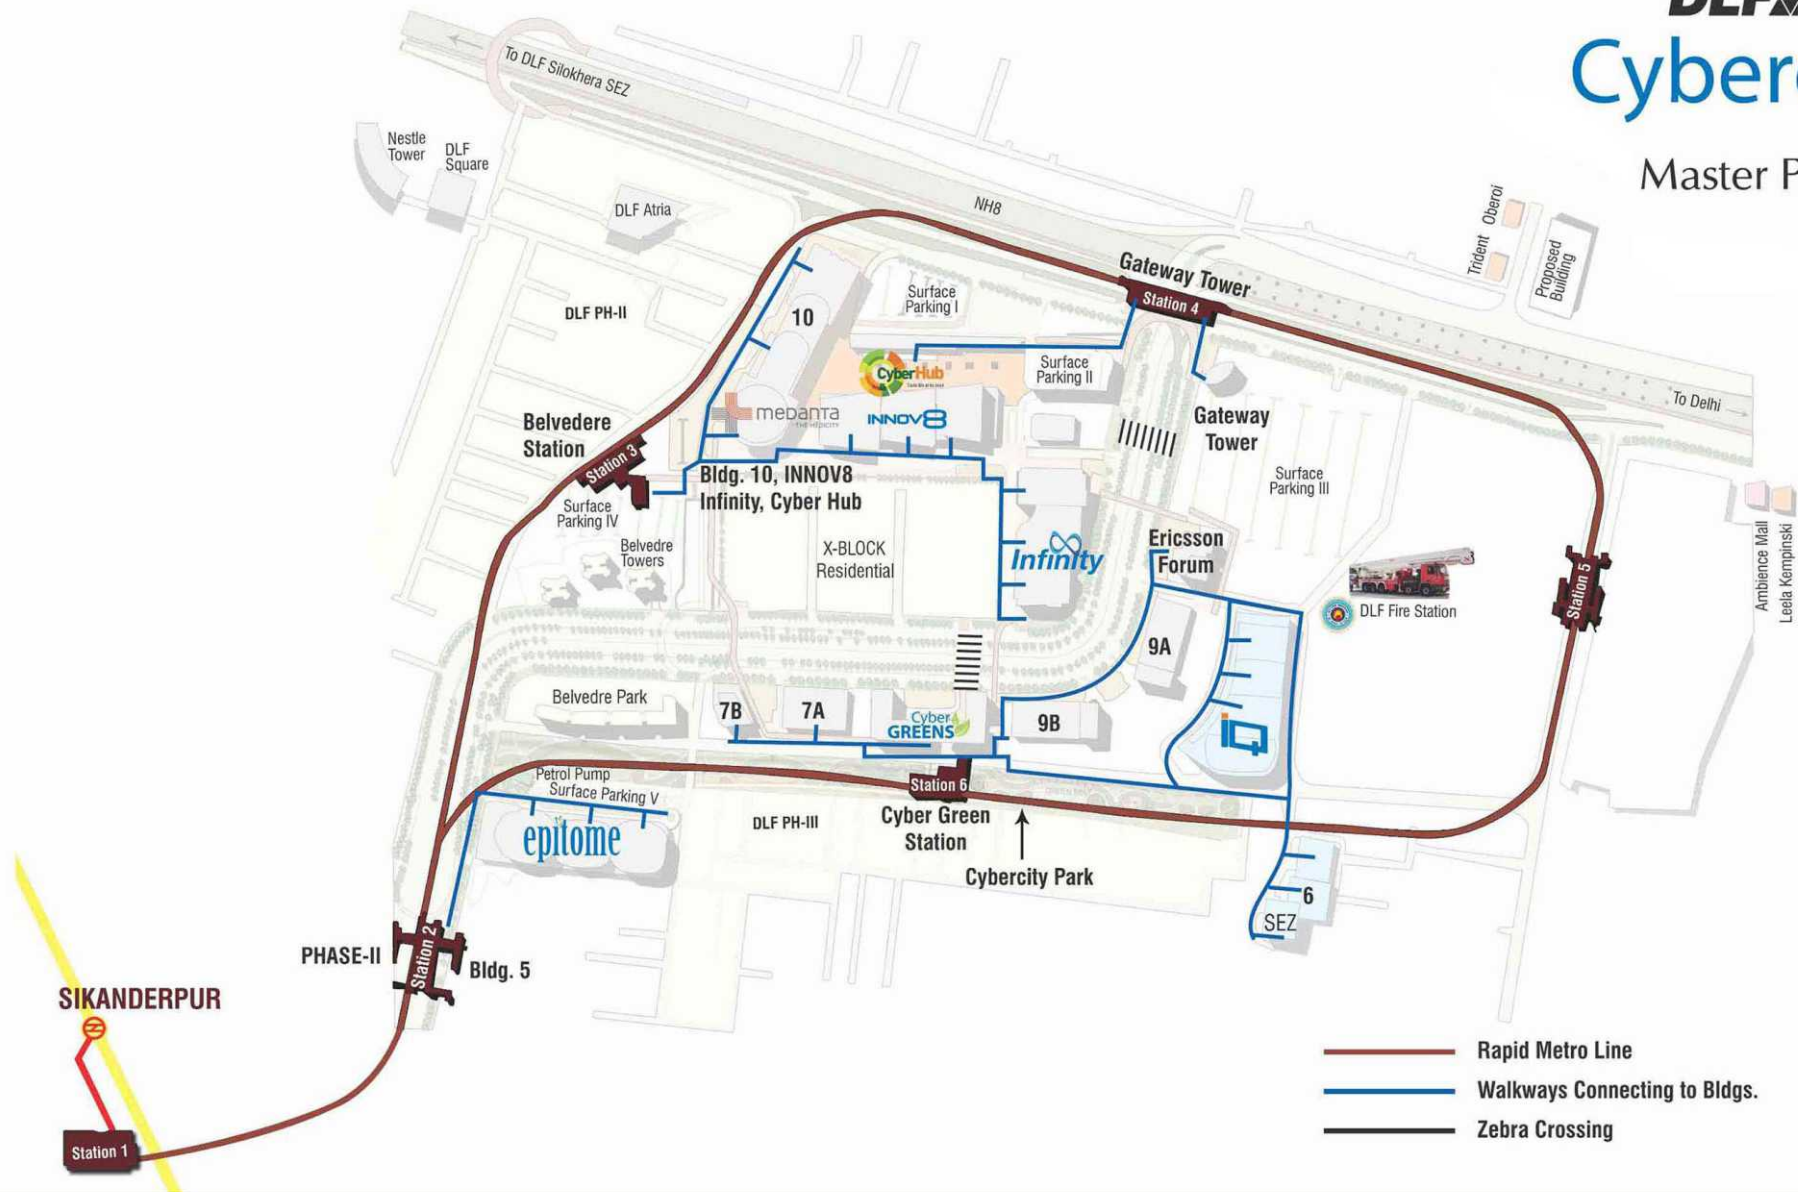 DLF
Cyber
Master P
To DLF Silokhera SEZ
Nestle
Tower
DLF
Square
DLF Atria
NH8
Trident Oberoi
Proposed
Building
Gateway Tower
Station 4
DLF PH-II
10
Surface
Parking I
CyberHub
Surface
Parking II
To Delhi
MEDANTA
THE MEDICITY
INNOV8
Gateway
Tower
Belvedere
Station
Station 3
Bldg. 10, INNOV8
Infinity, Cyber Hub
Surface
Parking III
Surface
Parking IV
Belvedre
Towers
X-BLOCK
Residential
Infinity
Ericsson
Forum
DLF Fire Station
Station 5
Ambience Mall
Leela Kempinski
9A
Belvedre Park
7B
7A
Cyber
GREENS
9B
iQ
Petrol Pump
Surface Parking V
epitome
DLF PH-III
Station 6
Cyber Green
Station
Cybercity Park
6
SEZ
PHASE-II
Station 2
Bldg. 5
SIKANDERPUR
Station 1
Rapid Metro Line
Walkways Connecting to Bldgs.
Zebra Crossing